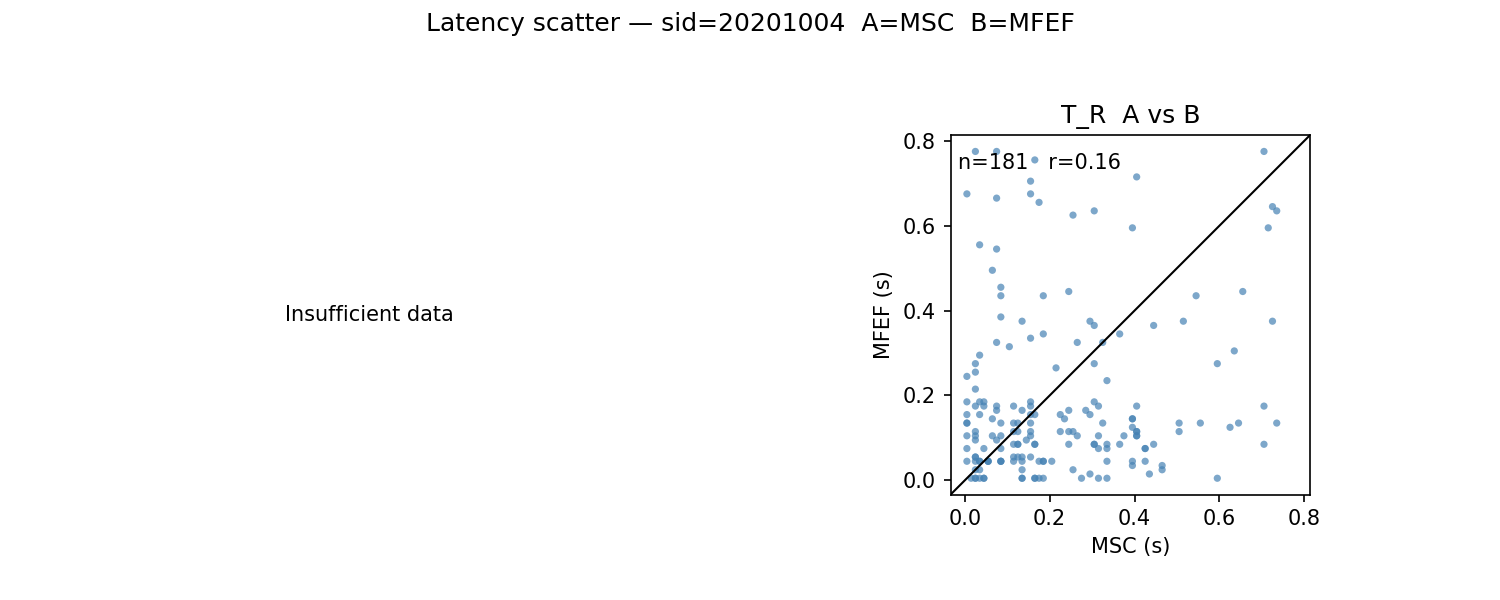 Latency scatter — sid=20201004  A=MSC  B=MFEF
Insufficient data
T_R  A vs B
n=181   r=0.16
0.8
0.6
0.4
0.2
0.0
MFEF (s)
0.0 0.2 0.4 0.6 0.8
MSC (s)